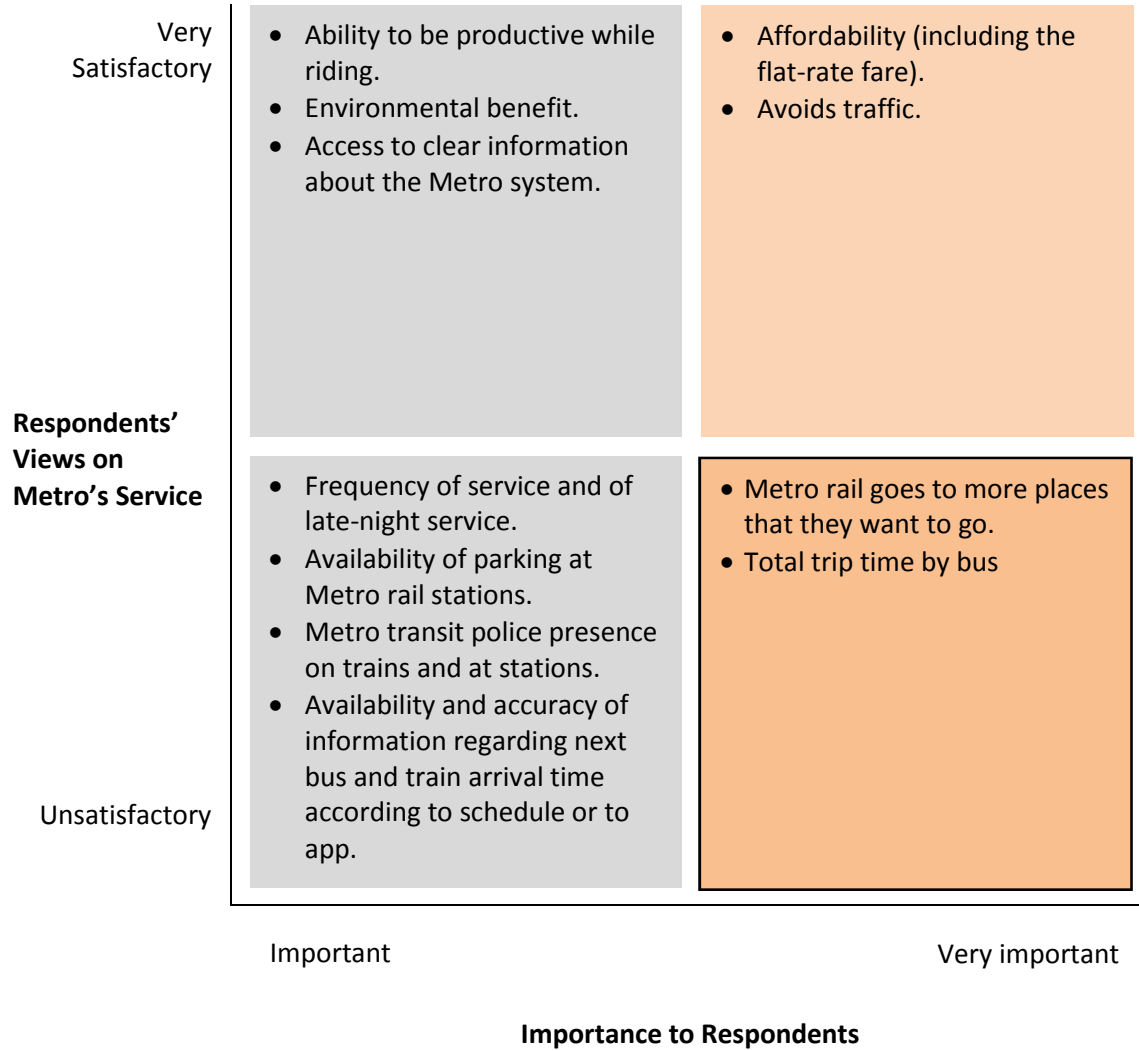 Very
Satisfactory
• Ability to be productive while
riding.
• Environmental benefit.
• Access to clear information
about the Metro system.
• Affordability (including the
flat-rate fare).
• Avoids traffic.
Respondents’
Views on
Metro’s Service
• Frequency of service and of
late-night service.
• Availability of parking at
Metro rail stations.
• Metro transit police presence
on trains and at stations.
• Availability and accuracy of
information regarding next
bus and train arrival time
according to schedule or to
app.
• Metro rail goes to more places
that they want to go.
• Total trip time by bus
Unsatisfactory
Important
Very important
Importance to Respondents